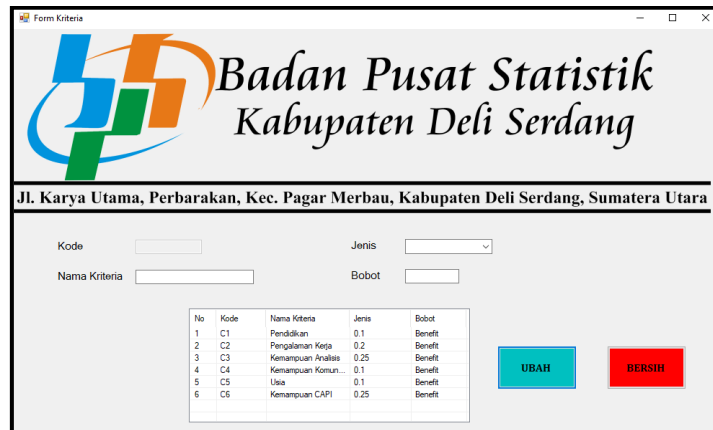 Form Kriteria
Badan Pusat Statistik
Kabupaten Deli Serdang
Jl. Karya Utama, Perbarakan, Kec. Pagar Merbau, Kabupaten Deli Serdang, Sumatera Utara
Kode Jenis
Nama Kriteria Bobot
No Kode Nama Kriteria Jenis Bobot
1 C1 Pendidikan 0.1 Benefit
2 C2 Pengalaman Kerja 0.2 Benefit
3 C3 Kemampuan Analisis 0.25 Benefit
4 C4 Kemampuan Komun... 0.1 Benefit
5 C5 Usia 0.1 Benefit
6 C6 Kemampuan CAPI 0.25 Benefit
UBAH BERSIH